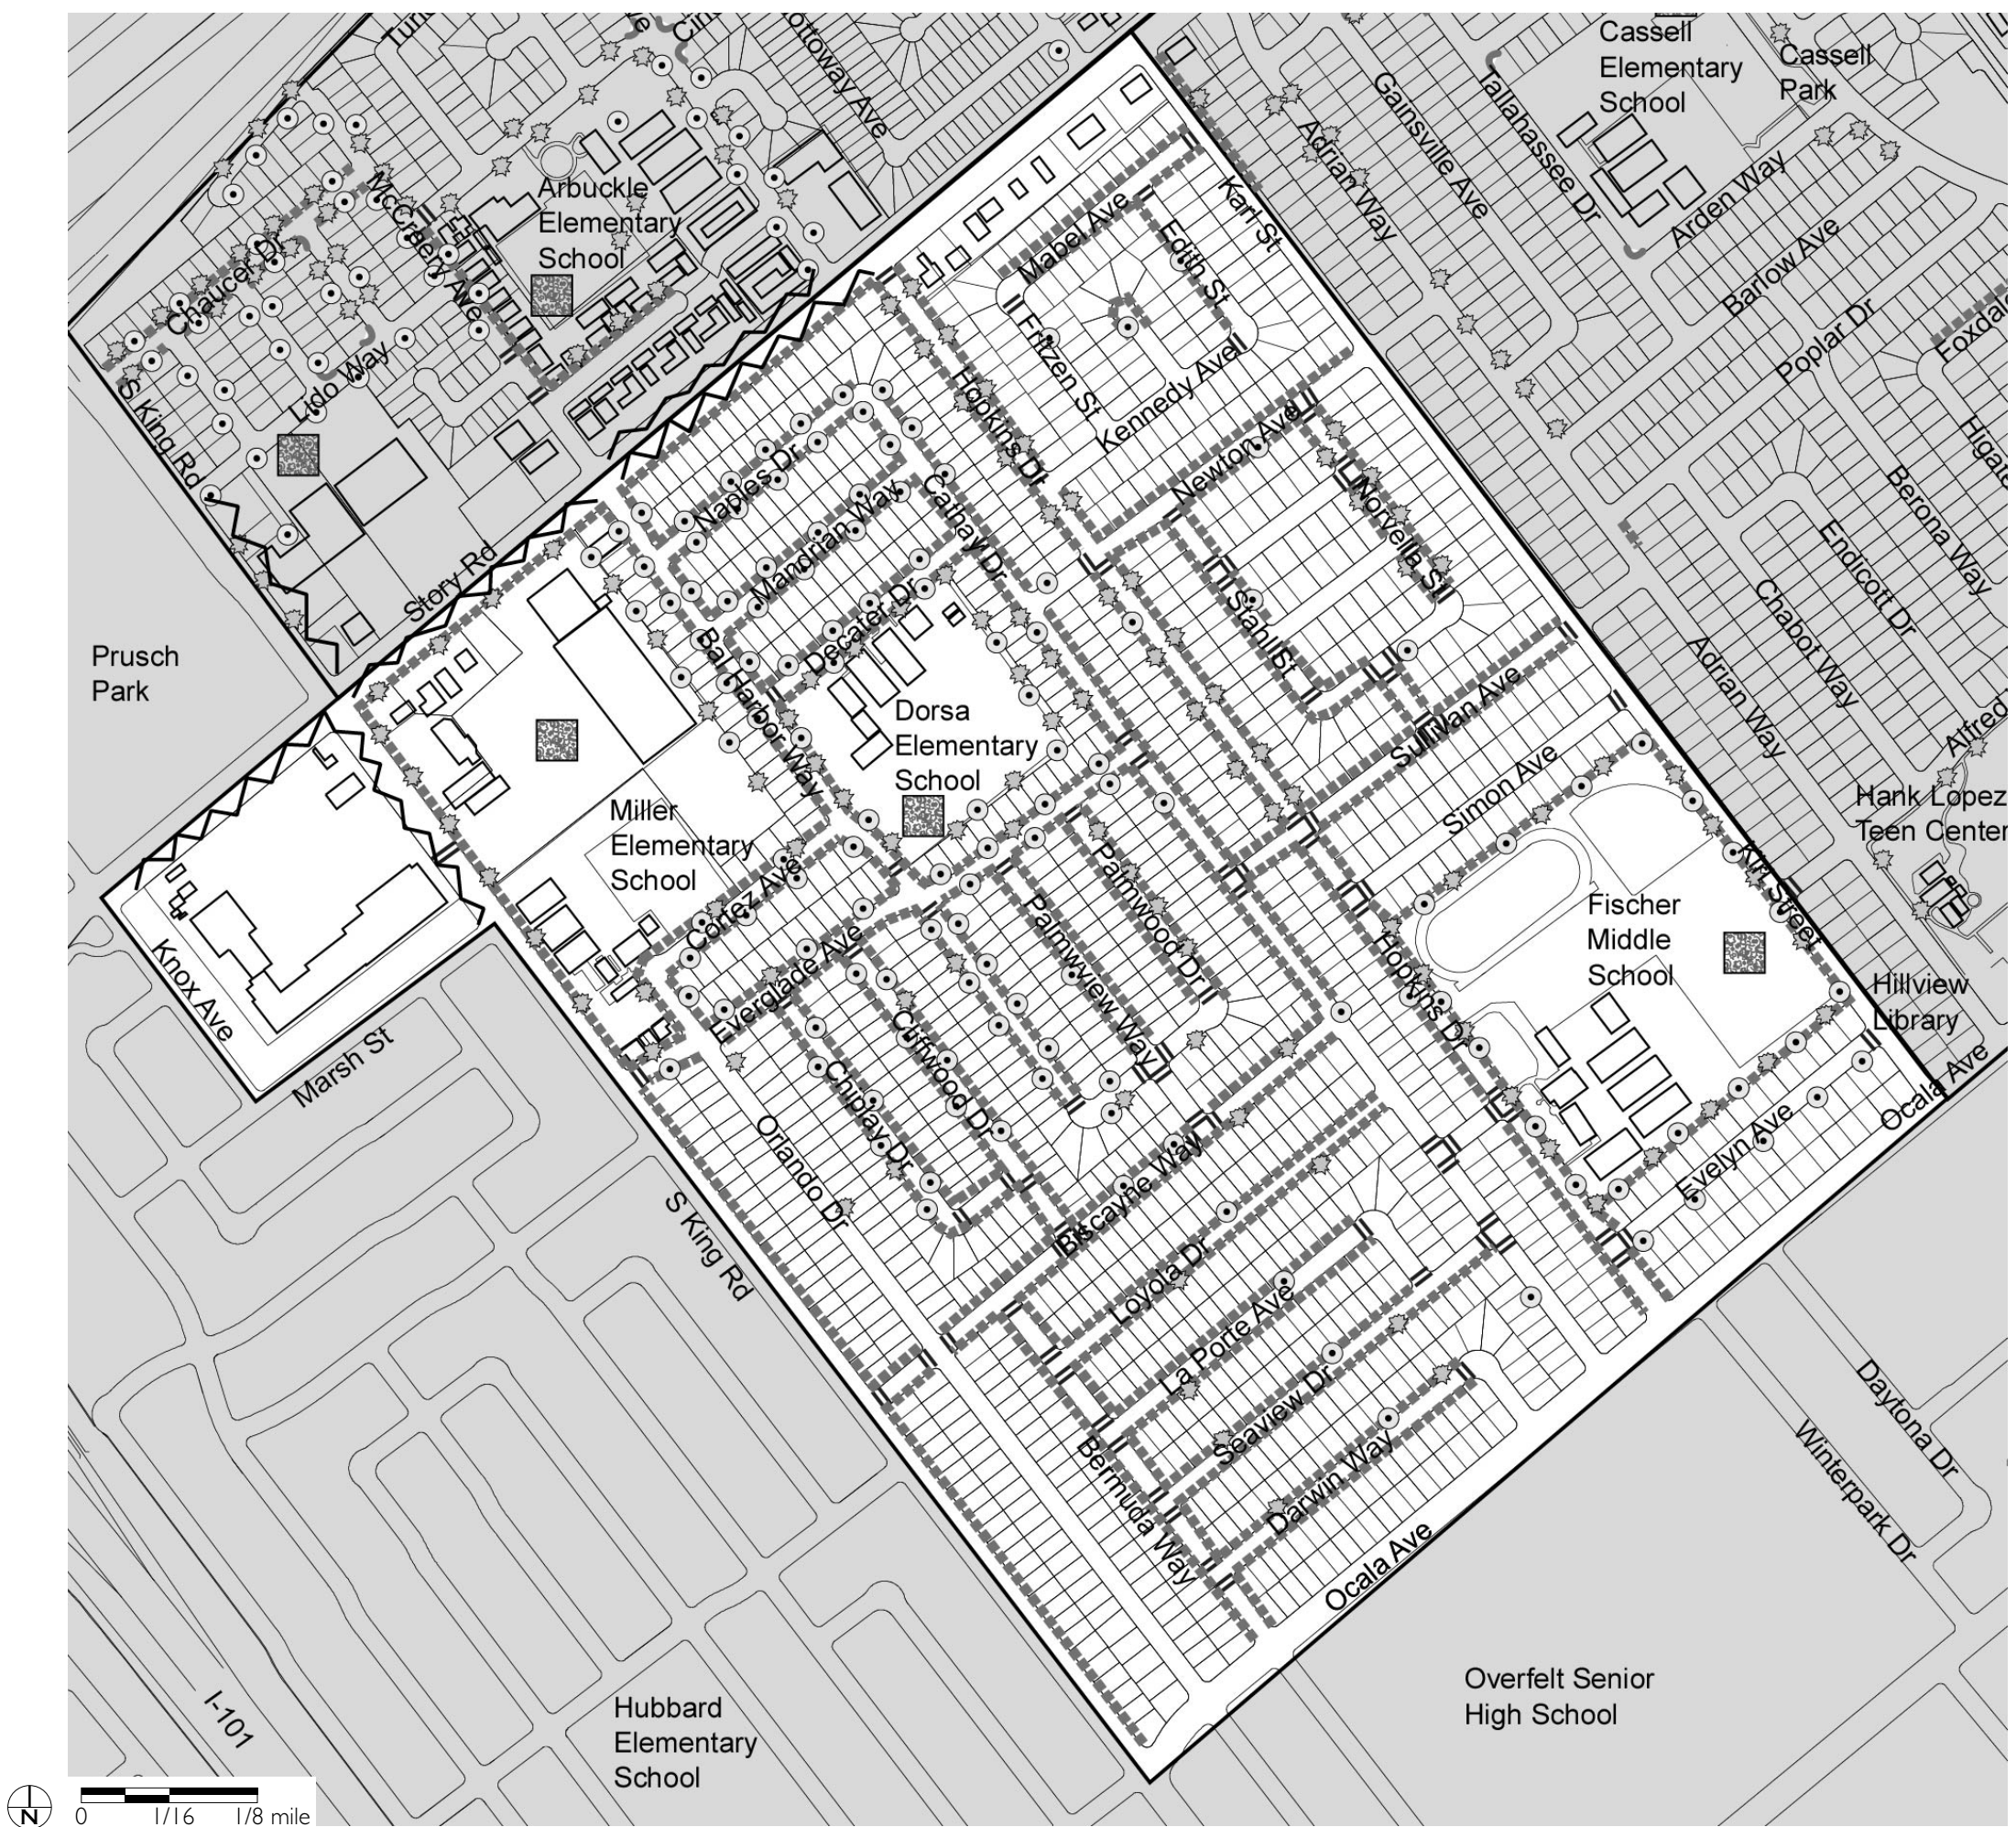 Cassell
Elementary
School
Cassell
Park
Arbuckle
Elementary
School
Gainsville Ave
Tallahassee Dr
Adrian Way
Arden Way
Barlow Ave
Poplar Dr
Karl St
Mabel Ave
Edith St
McCreery Ave
Chaucer Dr
Lido Way
S King Rd
Fritzen St
Kennedy Ave
Hopkins Dr
Newton Ave
Norvella St
Berona Way
Endicott Dr
Chabot Way
Adrian Way
Naples Dr
Mandrian Way
Cathay Dr
Story Rd
Decater Dr
Stahl St
Bal Harbor Way
Prusch
Park
Dorsa
Elementary
School
Sullivan Ave
Simon Ave
Hank Lopez
Teen Center
Miller
Elementary
School
Cortez Ave
Palmwood Dr
Palmview Way
Fischer
Middle
School
Hillview
Library
Knox Ave
Everglade Ave
Hopkins Dr
Marsh St
Cliffwood Dr
Chiplay Dr
Orlando Dr
Ocala Ave
Evelyn Ave
Biscayne Way
Loyola Dr
S King Rd
La Porte Ave
Seaview Dr
Darwin Way
Bermuda Way
Daytona Dr
Winterpark Dr
Ocala Ave
I-101
Hubbard
Elementary
School
Overfelt Senior
High School
N
0 1/16 1/8 mile